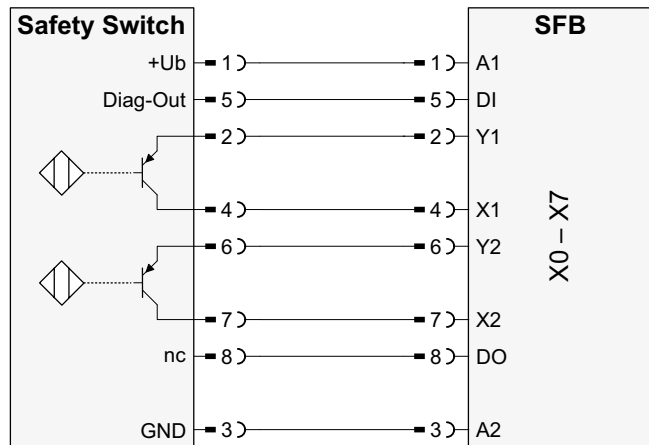 Safety Switch SFB
+Ub 1 1 A1
Diag-Out 5 5 DI
2 2 Y1
4 4 X1
6 6 Y2
7 7 X2
nc 8 8 DO
GND 3 3 A2
X0 – X7